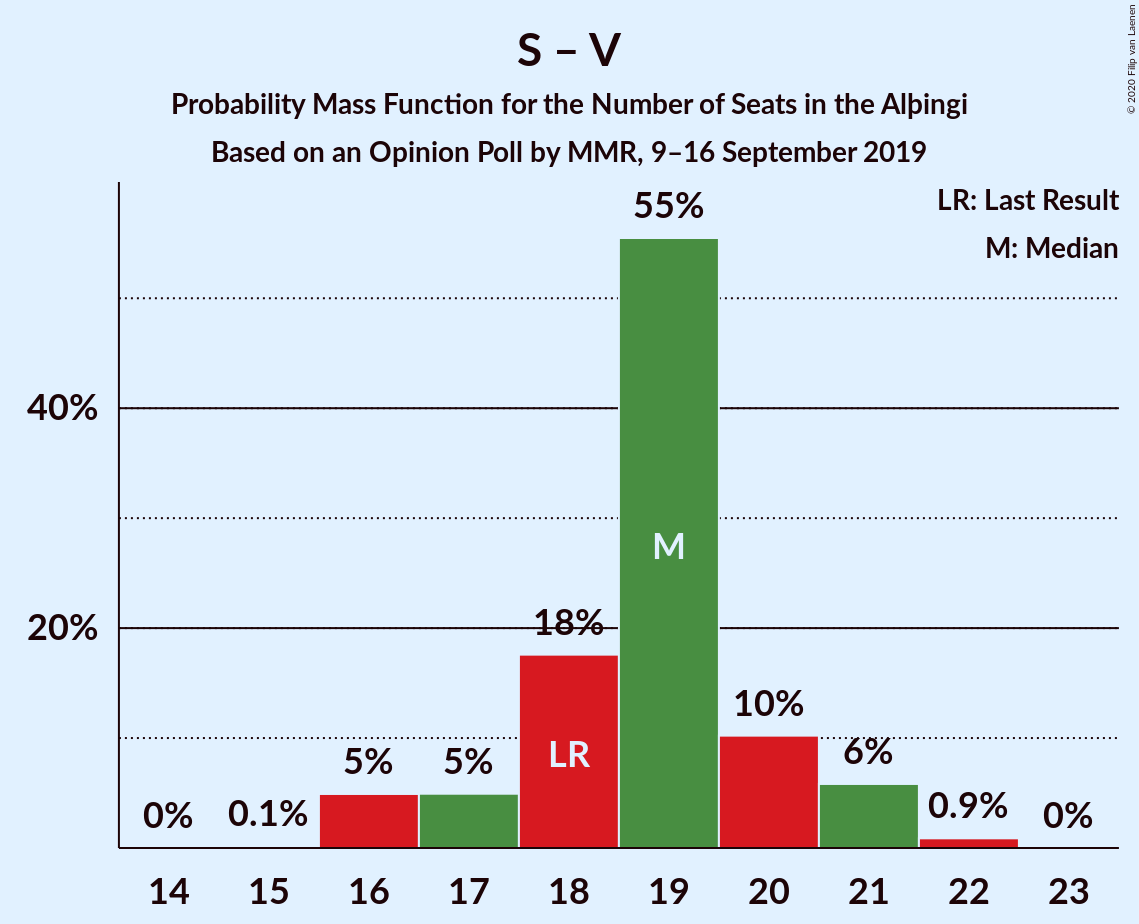 S – V
Probability Mass Function for the Number of Seats in the Alþingi
Based on an Opinion Poll by MMR, 9–16 September 2019
© 2020 Filip van Laenen
LR: Last Result
M: Median
55%
40%
M
20%
18%
10%
LR
5%
5%
6%
0%
0.1%
0.9%
0%
14 15 16 17 18 19 20 21 22 23